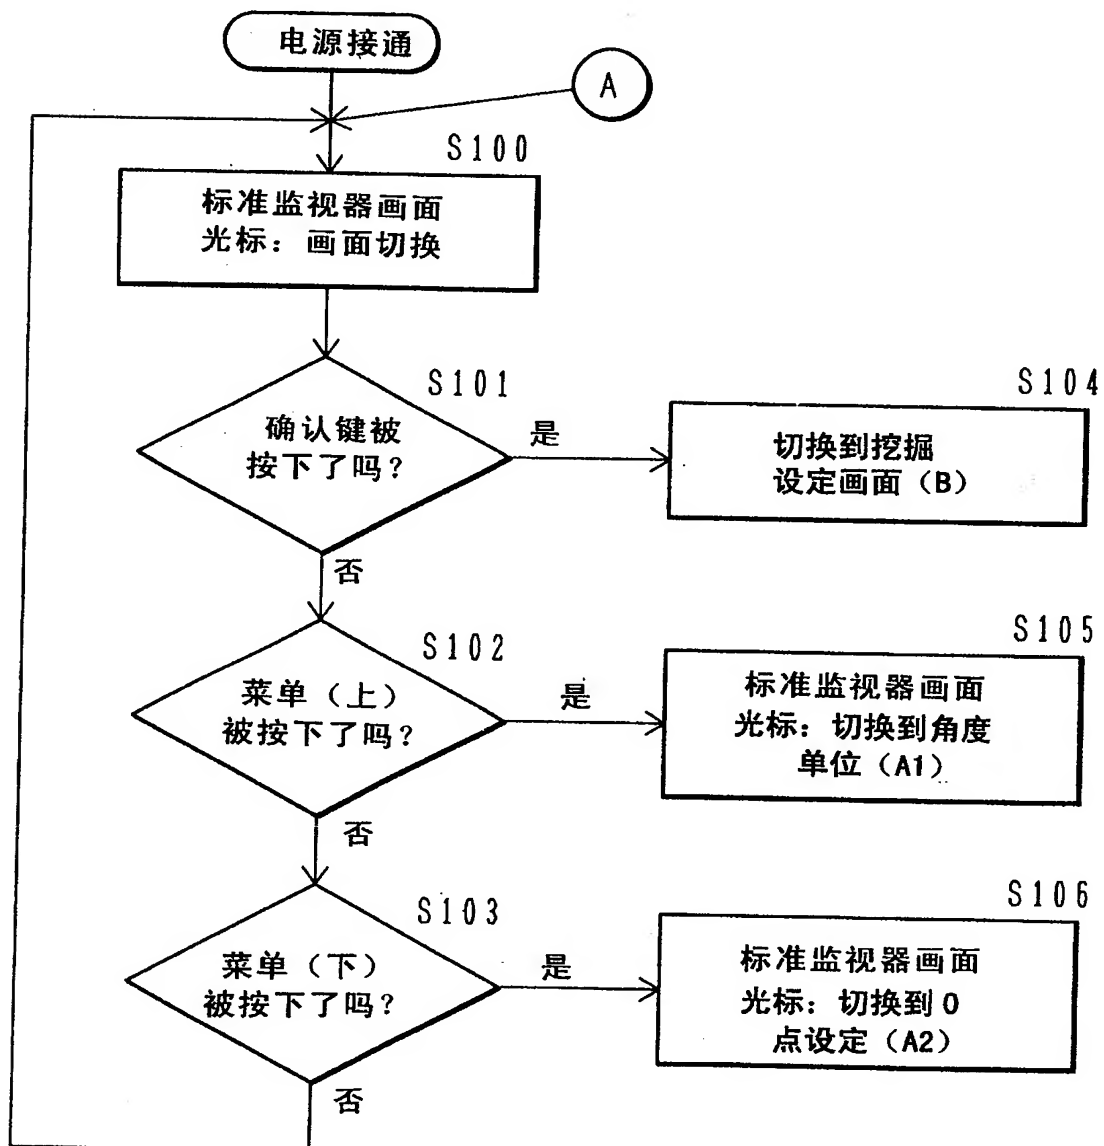 电源接通
A
S100
标准监视器画面
光标：画面切换
S101
确认键被
按下了吗？
是
S104
切换到挖掘
设定画面（B）
否
S102
菜单（上）
被按下了吗？
是
S105
标准监视器画面
光标：切换到角度
单位（A1）
否
S103
菜单（下）
被按下了吗？
是
S106
标准监视器画面
光标：切换到0
点设定（A2）
否